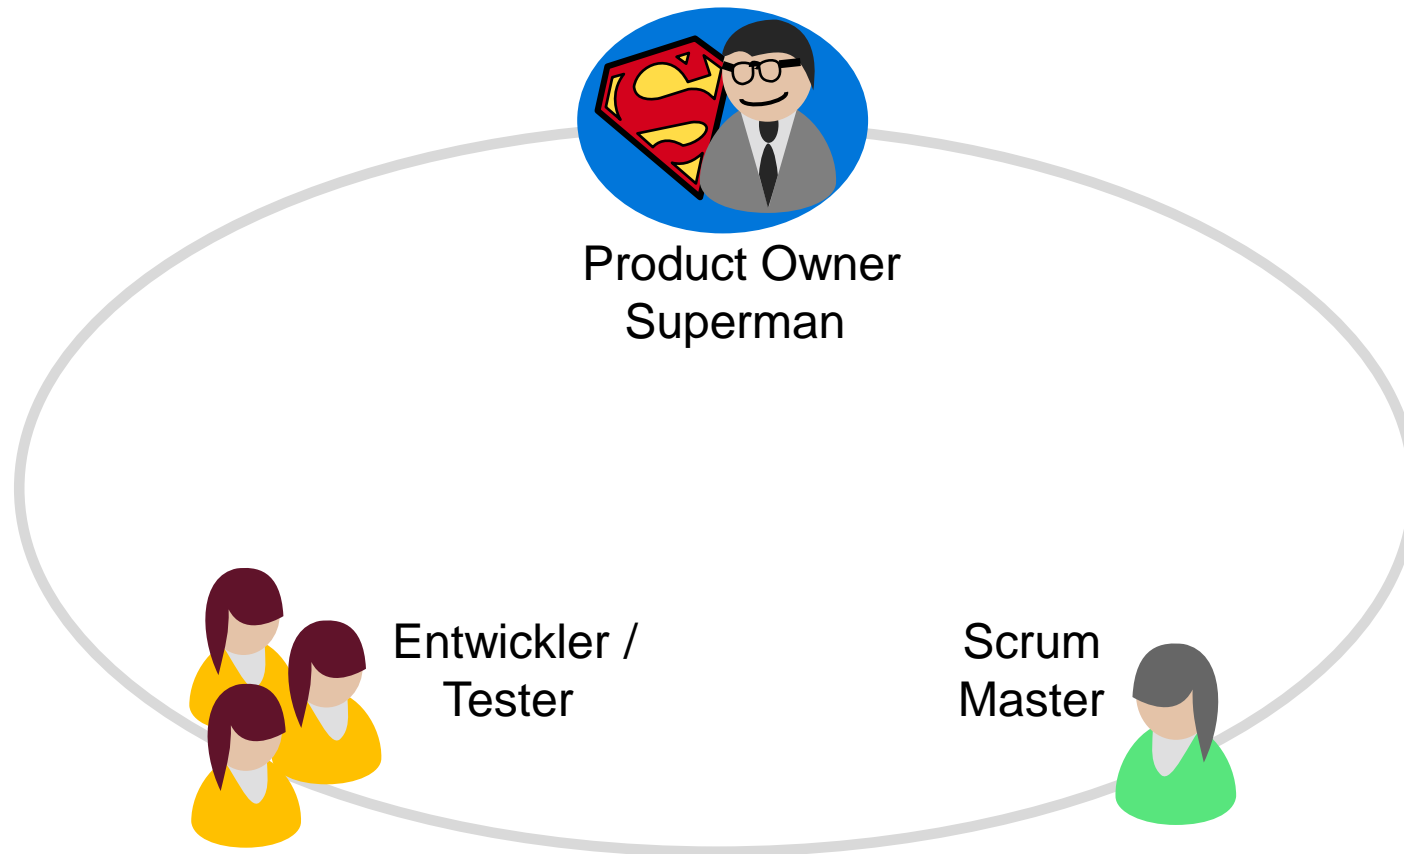 Product Owner
Superman
Entwickler /
Tester
Scrum
Master